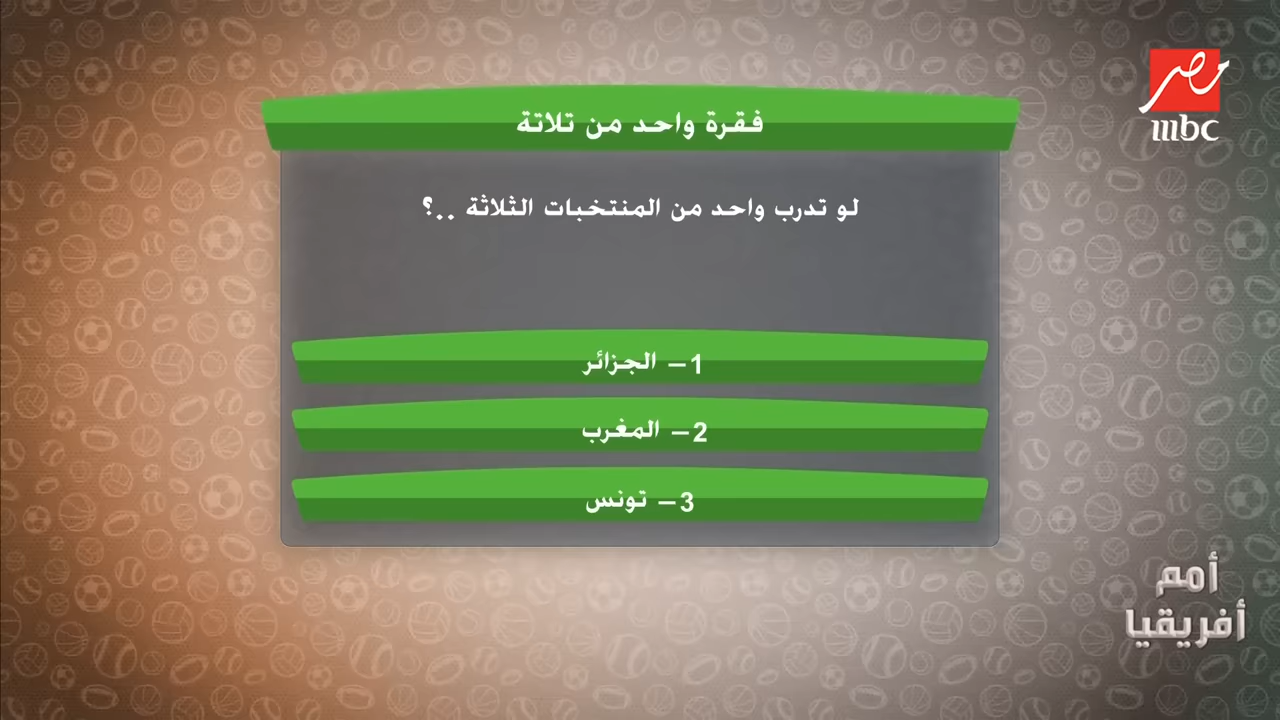 مصر
mbc
فقرة واحد من تلاتة
لو تدرب واحد من المنتخبات الثلاثة ..؟
1– الجزائر
2– المغرب
3– تونس
أمم
أفريقيا